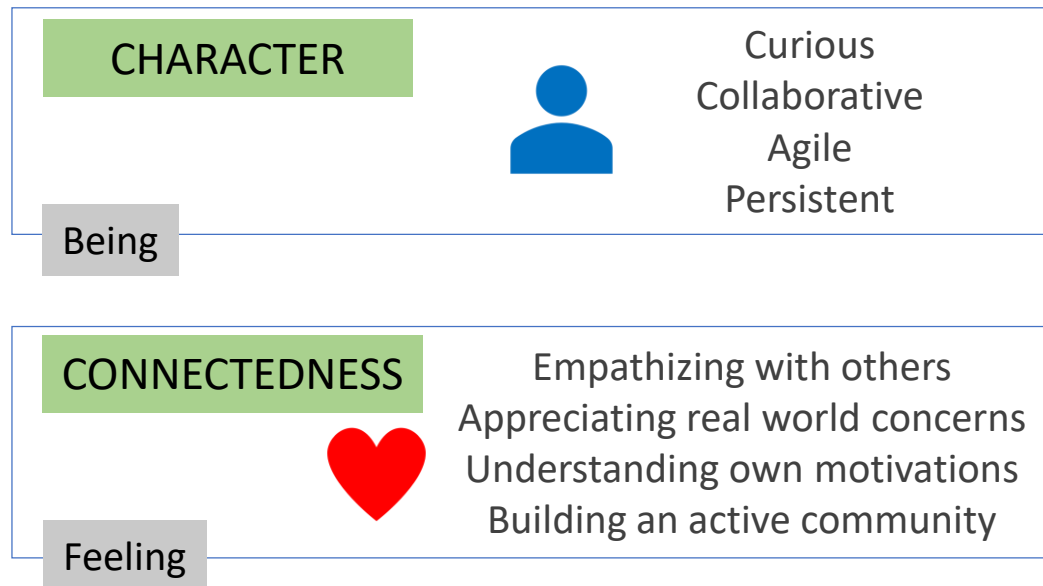 CHARACTER
Curious
Collaborative
Agile
Persistent
Being
CONNECTEDNESS
Empathizing with others
Appreciating real world concerns
Understanding own motivations
Building an active community
Feeling